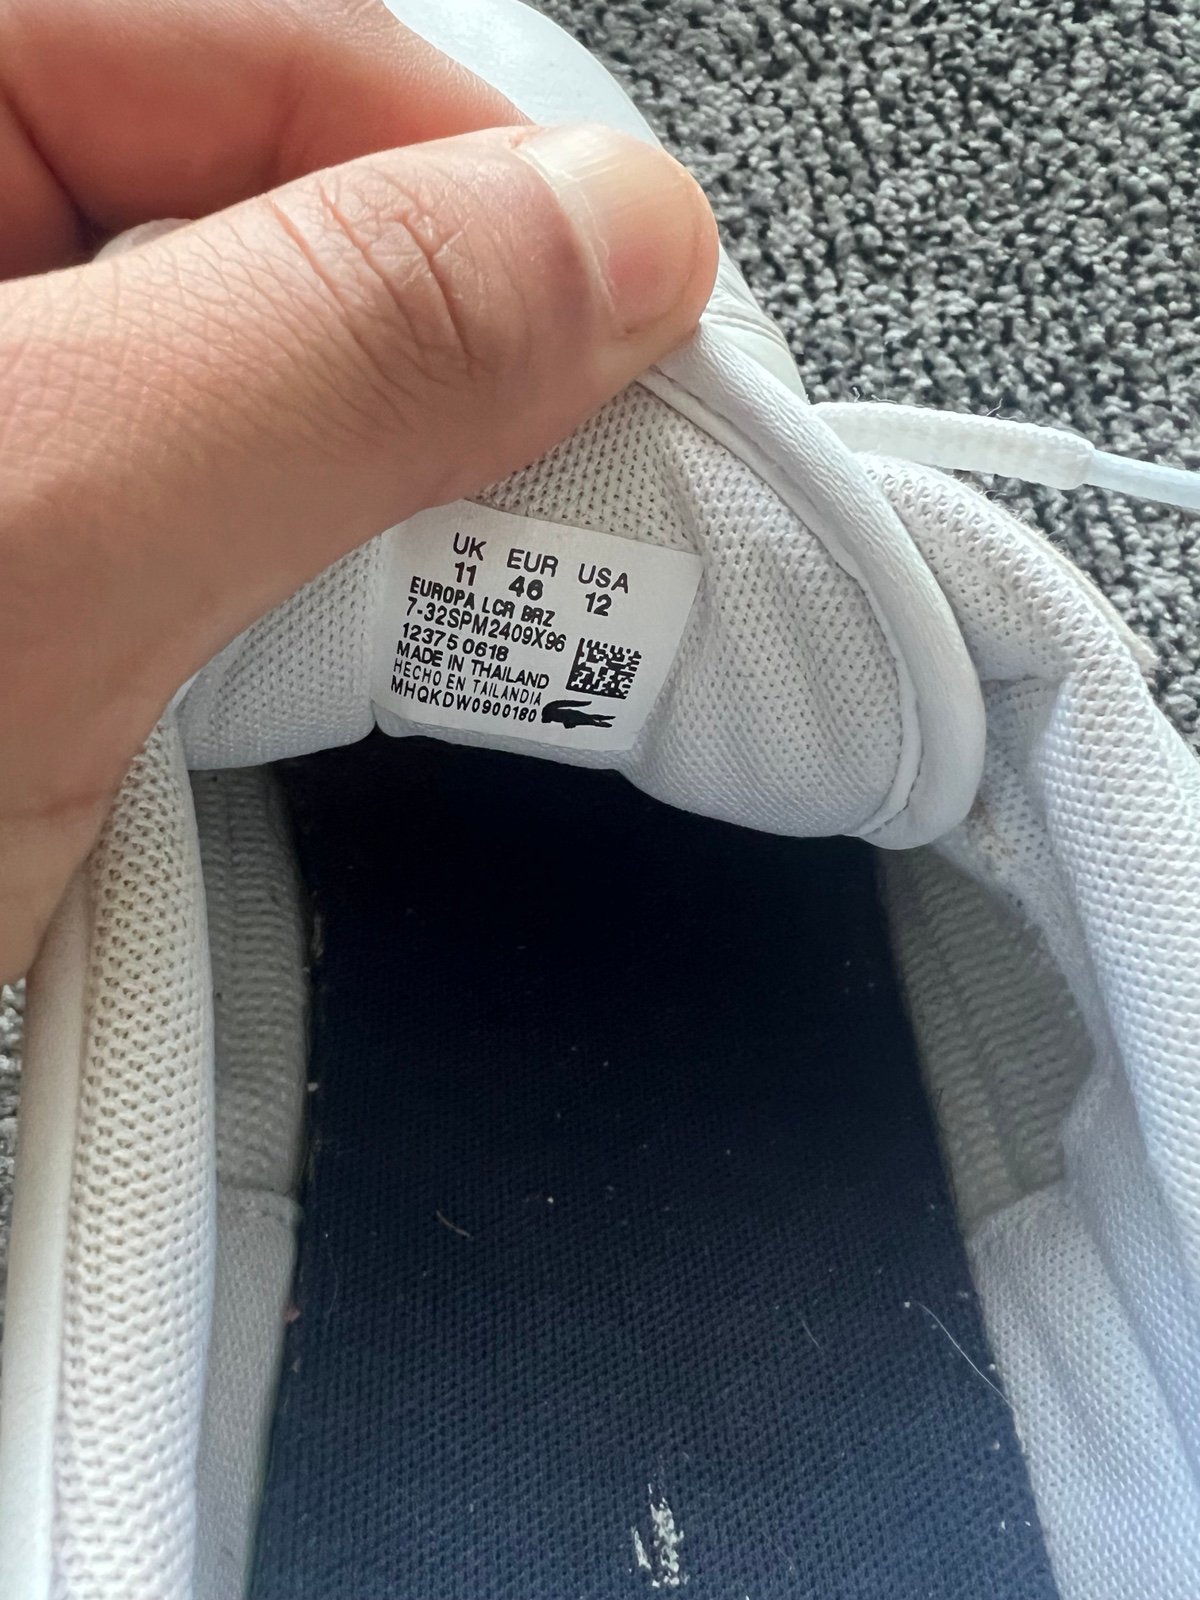 UK EUR USA
11 46 12
EUROPA LCR BRZ
7-32SPM2409X96
12375 0618
MADE IN THAILAND
HECHO EN TAILANDIA
MHQKDW0900180